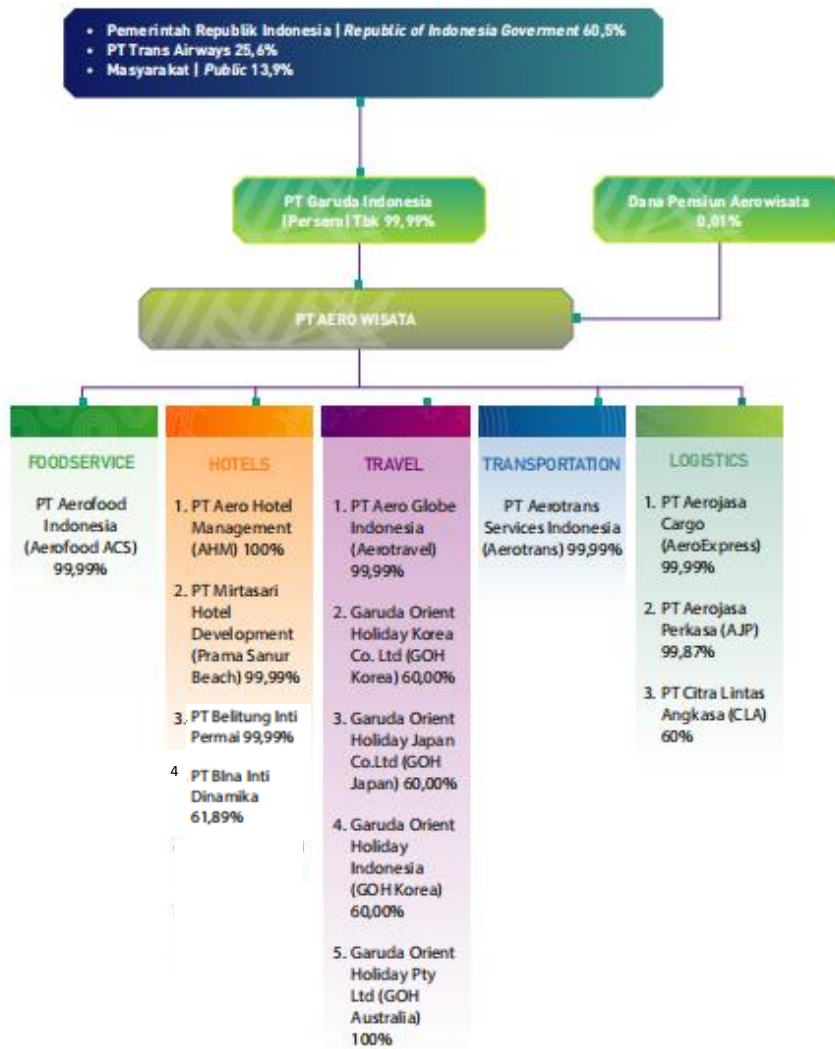 • Pemerintah Republik Indonesia | Republic of Indonesia Goverment 60,5%
• PT Trans Airways 25,6%
• Masyarakat | Public 13,9%
PT Garuda Indonesia
(Persero) Tbk 99,99%
Dana Pensiun Aerowisata
0,01%
PT AERO WISATA
FOODSERVICE
PT Aerofood
Indonesia
(Aerofood ACS)
99,99%
HOTELS
1. PT Aero Hotel
Management
(AHM) 100%
2. PT Mirtasari
Hotel
Development
(Prama Sanur
Beach) 99,99%
3. PT Belitung Inti
Permai 99,99%
4 PT BIna Inti
Dinamika
61,89%
TRAVEL
1. PT Aero Globe
Indonesia
(Aerotravel)
99,99%
2. Garuda Orient
Holiday Korea
Co. Ltd (GOH
Korea) 60,00%
3. Garuda Orient
Holiday Japan
Co.Ltd (GOH
Japan) 60,00%
4. Garuda Orient
Holiday
Indonesia
(GOH Korea)
60,00%
5. Garuda Orient
Holiday Pty
Ltd (GOH
Australia)
100%
TRANSPORTATION
PT Aerotrans
Services Indonesia
(Aerotrans) 99,99%
LOGISTICS
1. PT Aerojasa
Cargo
(AeroExpress)
99,99%
2. PT Aerojasa
Perkasa (AJP)
99,87%
3. PT Citra Lintas
Angkasa (CLA)
60%